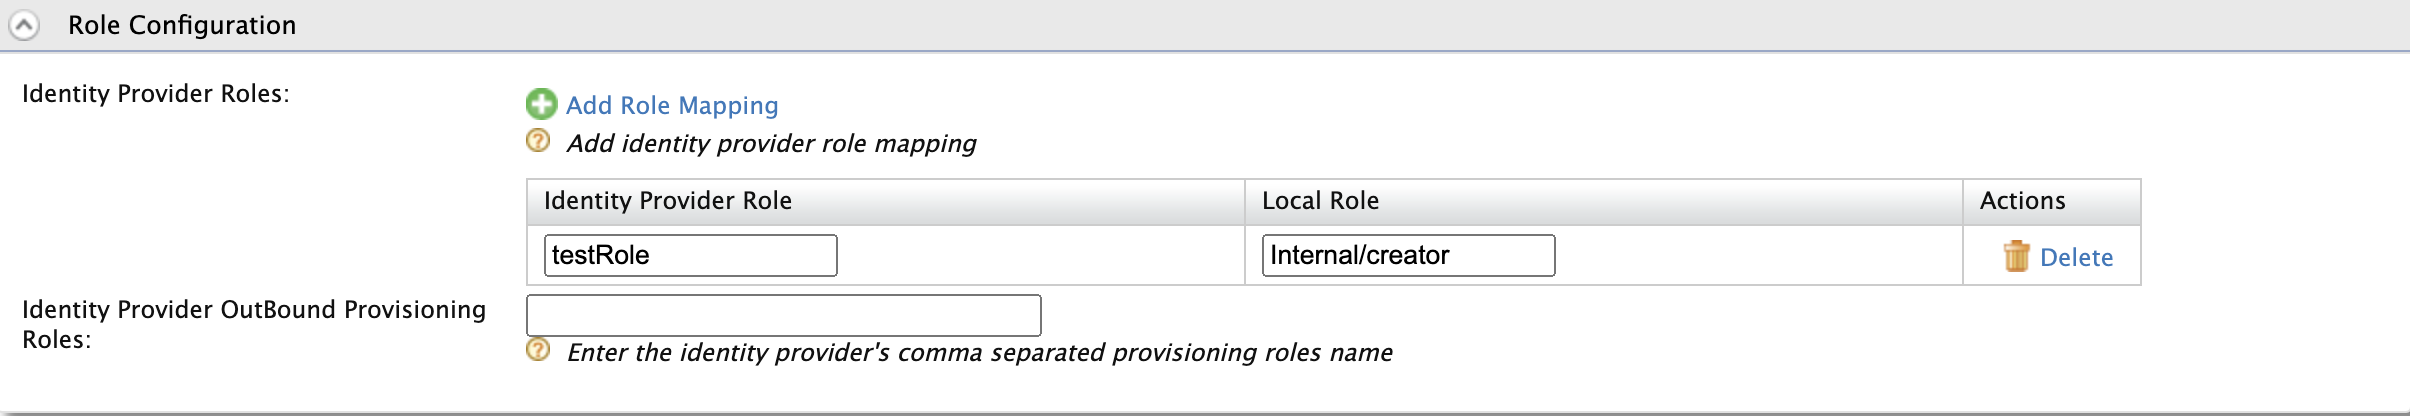 Role Configuration
Identity Provider Roles:
Add Role Mapping
Add identity provider role mapping
Identity Provider Role Local Role Actions
testRole Internal/creator Delete
Identity Provider OutBound Provisioning
Roles:
Enter the identity provider's comma separated provisioning roles name